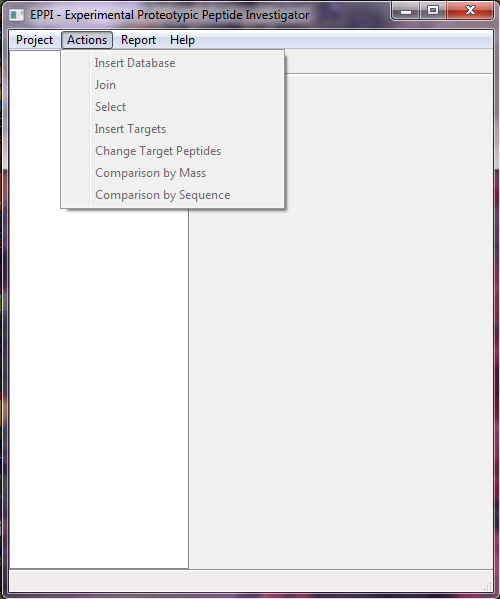 EPPI - Experimental Proteotypic Peptide Investigator
Project Actions Report Help
Insert Database
Join
Select
Insert Targets
Change Target Peptides
Comparison by Mass
Comparison by Sequence